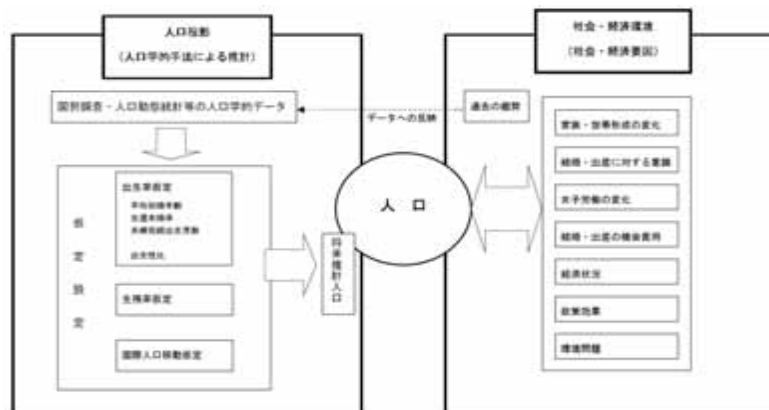 人口投影
(人口学的手法による推計)
社会・経済環境
(社会・経済要因)
国勢調査・人口動態統計等の人口学的データ
データへの反映
過去の趨勢
仮定設定
出生率仮定
平均初婚年齢
生涯未婚率
夫婦完結出生児数
出生性比
生残率仮定
国際人口移動仮定
将来推計人口
人口
家族・世帯形成の変化
結婚・出産に対する意識
女子労働の変化
結婚・出産の機会費用
経済状況
政策効果
環境問題